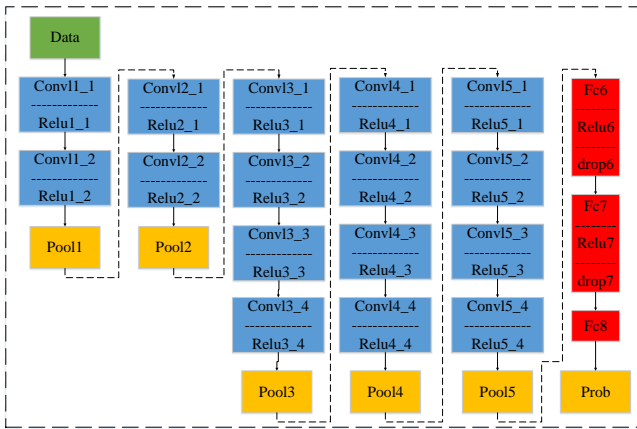 Data
Convl1_1
Relu1_1
Convl1_2
Relu1_2
Pool1
Convl2_1
Relu2_1
Convl2_2
Relu2_2
Pool2
Convl3_1
Relu3_1
Convl3_2
Relu3_2
Convl3_3
Relu3_3
Convl3_4
Relu3_4
Pool3
Convl4_1
Relu4_1
Convl4_2
Relu4_2
Convl4_3
Relu4_3
Convl4_4
Relu4_4
Pool4
Convl5_1
Relu5_1
Convl5_2
Relu5_2
Convl5_3
Relu5_3
Convl5_4
Relu5_4
Pool5
Fc6
Relu6
drop6
Fc7
Relu7
drop7
Fc8
Prob